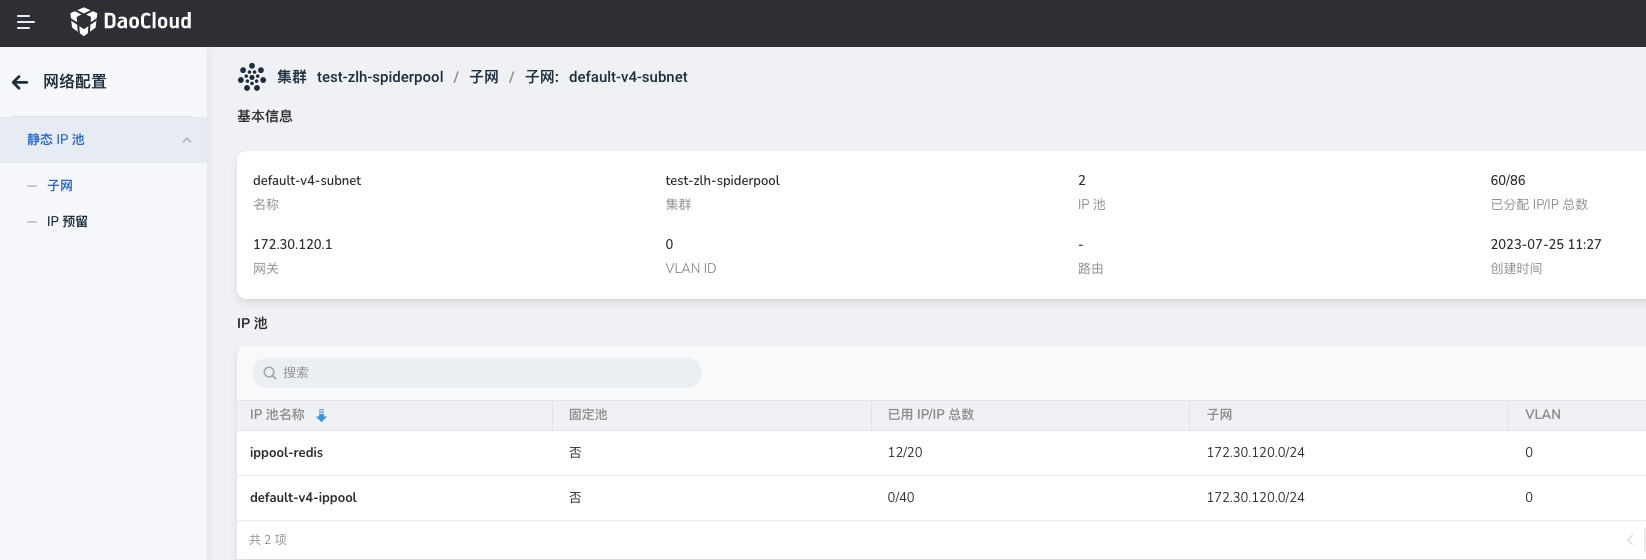 DaoCloud
网络配置
静态 IP 池
子网
IP 预留
集群 test-zlh-spiderpool / 子网 / 子网: default-v4-subnet
基本信息
default-v4-subnet test-zlh-spiderpool 2 60/86
名称 集群 IP 池 已分配 IP/IP 总数
172.30.120.1 0 - 2023-07-25 11:27
网关 VLAN ID 路由 创建时间
IP 池
搜索
IP 池名称 固定池 已用 IP/IP 总数 子网 VLAN
ippool-redis 否 12/20 172.30.120.0/24 0
default-v4-ippool 否 0/40 172.30.120.0/24 0
共 2 项